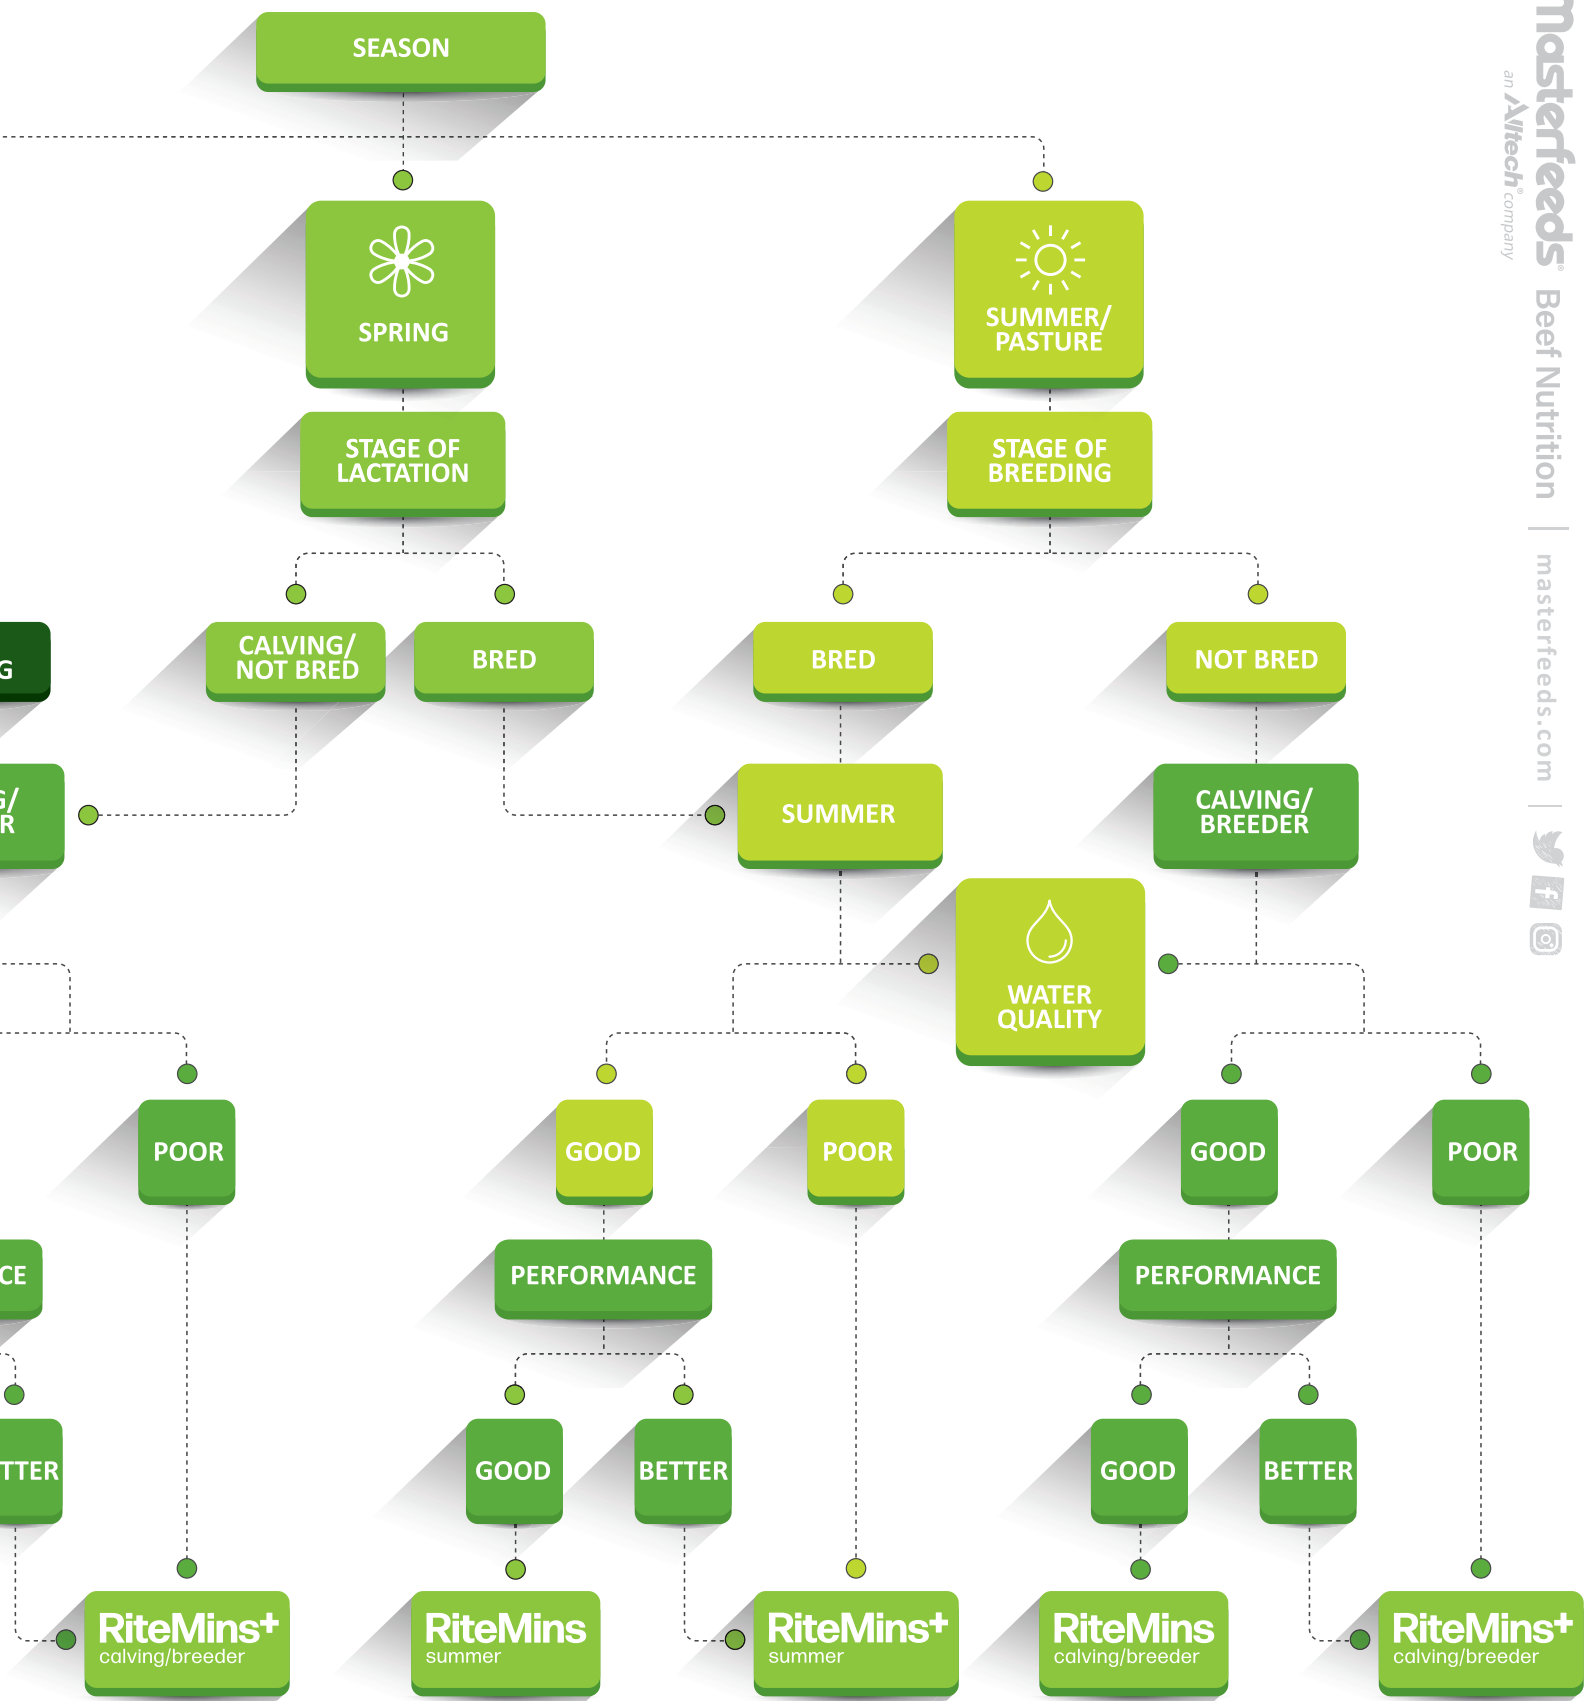 SEASON
SPRING
SUMMER/
PASTURE
STAGE OF
LACTATION
STAGE OF
BREEDING
G
CALVING/
NOT BRED
BRED
BRED
NOT BRED
G/
R
SUMMER
CALVING/
BREEDER
WATER
QUALITY
POOR
GOOD
POOR
GOOD
POOR
CE
PERFORMANCE
PERFORMANCE
TTER
GOOD
BETTER
GOOD
BETTER
RiteMins+
calving/breeder
RiteMins
summer
RiteMins+
summer
RiteMins
calving/breeder
RiteMins+
calving/breeder
masterfeeds® Beef Nutrition | masterfeeds.com |
an Alltech® company